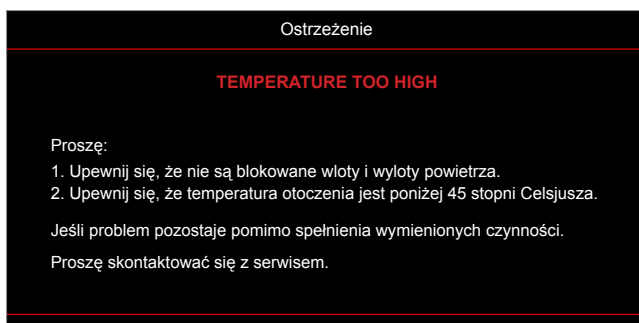 Ostrzeżenie
TEMPERATURE TOO HIGH
Proszę:
1. Upewnij się, że nie są blokowane wloty i wyloty powietrza.
2. Upewnij się, że temperatura otoczenia jest poniżej 45 stopni Celsjusza.
Jeśli problem pozostaje pomimo spełnienia wymienionych czynności.
Proszę skontaktować się z serwisem.